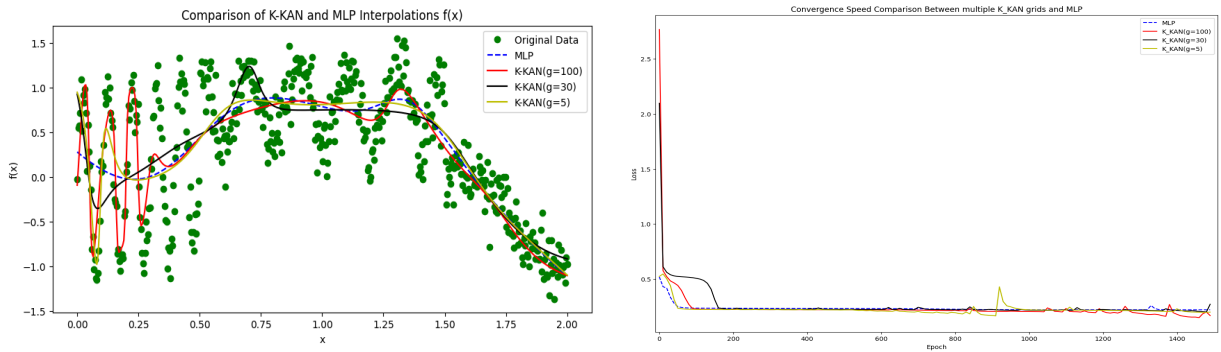 Comparison of K-KAN and MLP Interpolations f(x)
1.5
1.0
0.5
0.0
−0.5
−1.0
−1.5
f(x)
Original Data
MLP
K-KAN(g=100)
K-KAN(g=30)
K-KAN(g=5)
0.00 0.25 0.50 0.75 1.00 1.25 1.50 1.75 2.00
x
Convergence Speed Comparison Between multiple K_KAN grids and MLP
2.5
2.0
1.5
1.0
0.5
Loss
MLP
K_KAN(g=100)
K_KAN(g=30)
K_KAN(g=5)
0 200 400 600 800 1000 1200 1400
Epoch